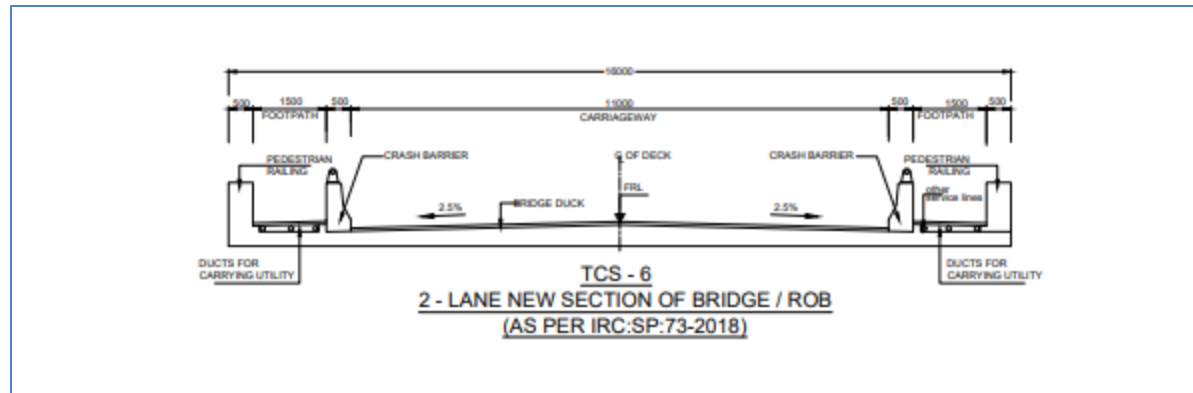 16000
500 1500 500 11000 500 1500 500
FOOTPATH CARRIAGEWAY FOOTPATH
PEDESTRIAN
RAILING
CRASH BARRIER
℄ OF DECK
CRASH BARRIER
PEDESTRIAN
RAILING
FRL
other
service lines
2.5%
BRIDGE DUCK
2.5%
DUCTS FOR
CARRYING UTILITY
DUCTS FOR
CARRYING UTILITY
TCS - 6
2 - LANE NEW SECTION OF BRIDGE / ROB
(AS PER IRC:SP:73-2018)